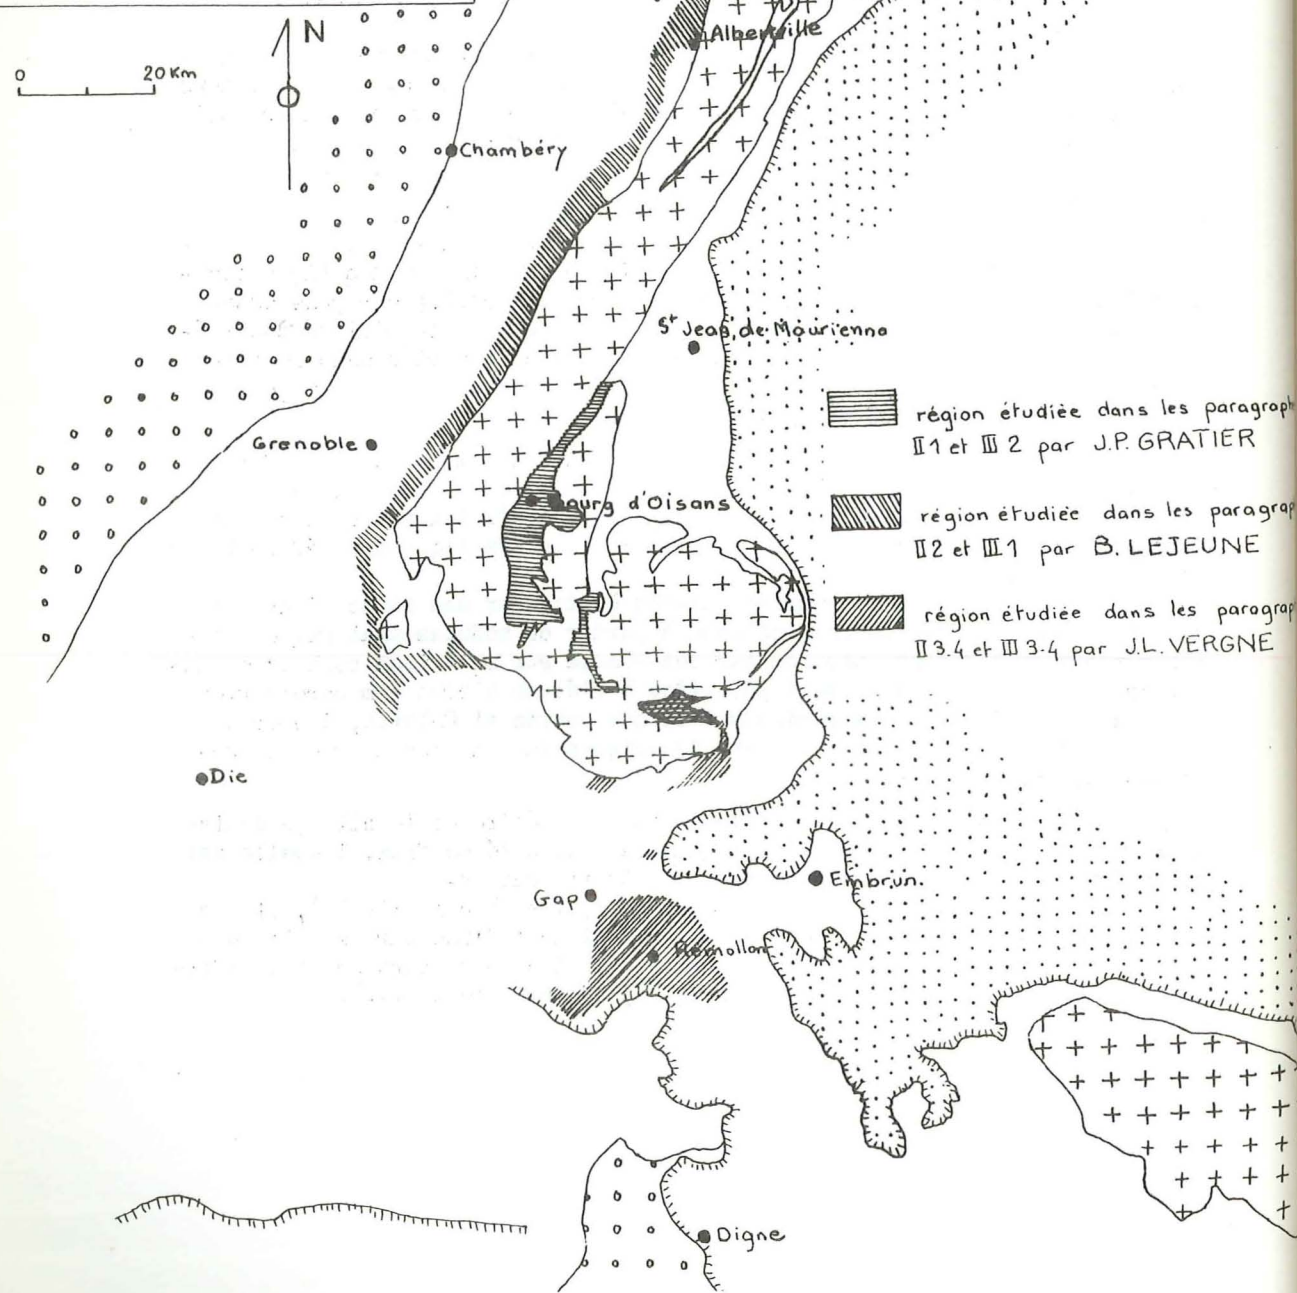 N
Albertville
0 20 Km
Chambéry
St Jean de Maurienne
Grenoble
région étudiée dans les paragraph
II 1 et III 2 par J.P. GRATIER
Bourg d'Oisans
région étudiée dans les paragrap
II 2 et III 1 par B. LEJEUNE
région étudiée dans les paragrap
II 3.4 et III 3-4 par J.L. VERGNE
Die
Embrun.
Gap
Rémollon
Digne